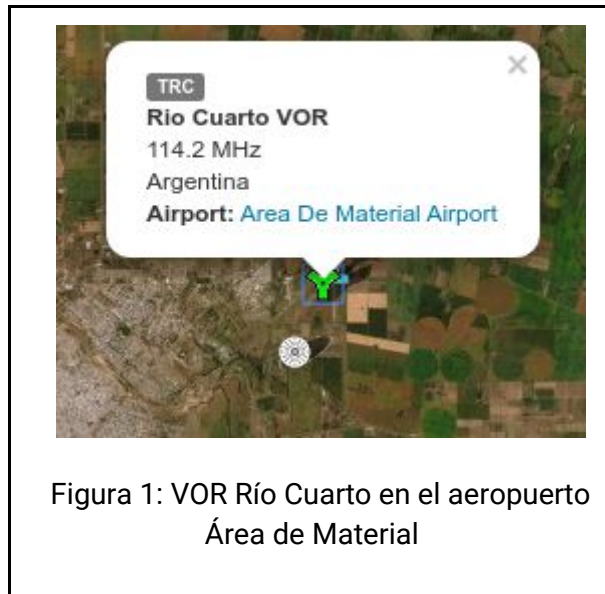 TRC
Rio Cuarto VOR
114.2 MHz
Argentina
Airport: Area De Material Airport
Figura 1: VOR Río Cuarto en el aeropuerto
Área de Material